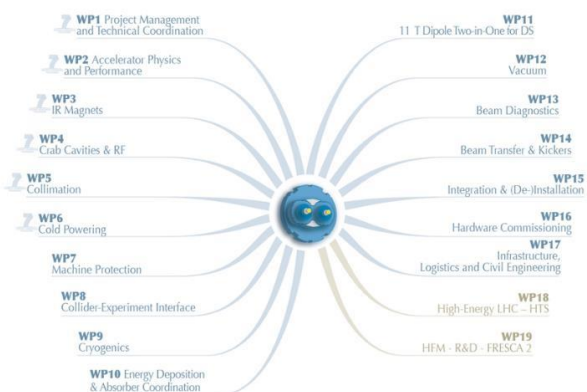 WP1 Project Management
and Technical Coordination
WP2 Accelerator Physics
and Performance
WP3
IR Magnets
WP4
Crab Cavities & RF
WP5
Collimation
WP6
Cold Powering
WP7
Machine Protection
WP8
Collider-Experiment Interface
WP9
Cryogenics
WP10 Energy Deposition
& Absorber Coordination
WP11
11 T Dipole Two-in-One for DS
WP12
Vacuum
WP13
Beam Diagnostics
WP14
Beam Transfer & Kickers
WP15
Integration & (De-)Installation
WP16
Hardware Commissioning
WP17
Infrastructure,
Logistics and Civil Engineering
WP18
High-Energy LHC – HTS
WP19
HFM - R&D - FRESCA 2